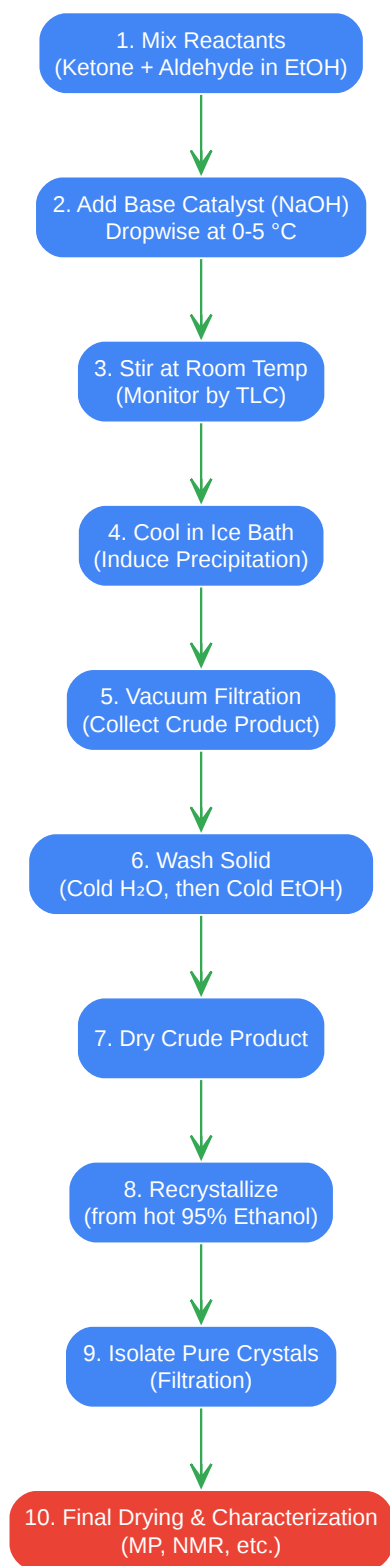 1. Mix Reactants
(Ketone + Aldehyde in EtOH)
2. Add Base Catalyst (NaOH)
Dropwise at 0-5 °C
3. Stir at Room Temp
(Monitor by TLC)
4. Cool in Ice Bath
(Induce Precipitation)
5. Vacuum Filtration
(Collect Crude Product)
6. Wash Solid
(Cold H₂O, then Cold EtOH)
7. Dry Crude Product
8. Recrystallize
(from hot 95% Ethanol)
9. Isolate Pure Crystals
(Filtration)
10. Final Drying & Characterization
(MP, NMR, etc.)